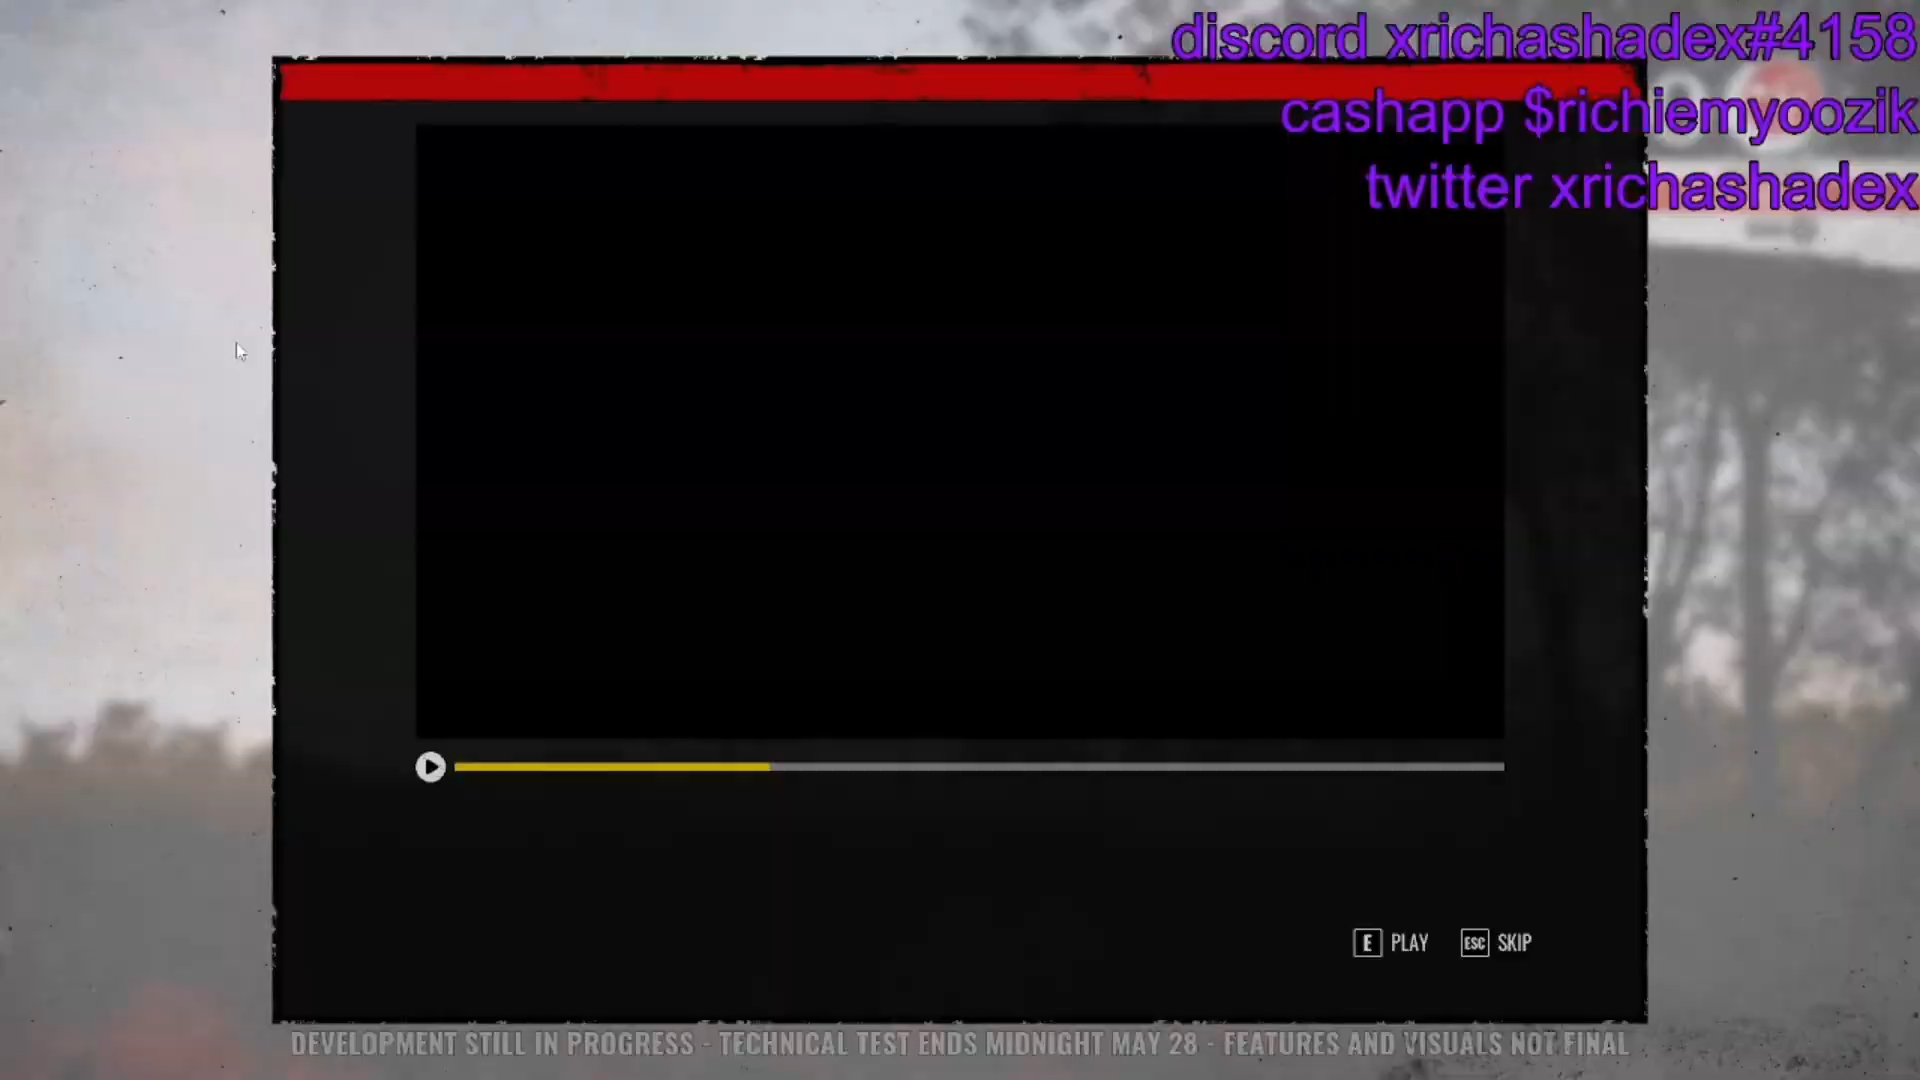 discord xrichashadex#4158
cashapp $richiemyoozik
twitter xrichashadex
E PLAY ESC SKIP
DEVELOPMENT STILL IN PROGRESS - TECHNICAL TEST ENDS MIDNIGHT MAY 28 - FEATURES AND VISUALS NOT FINAL